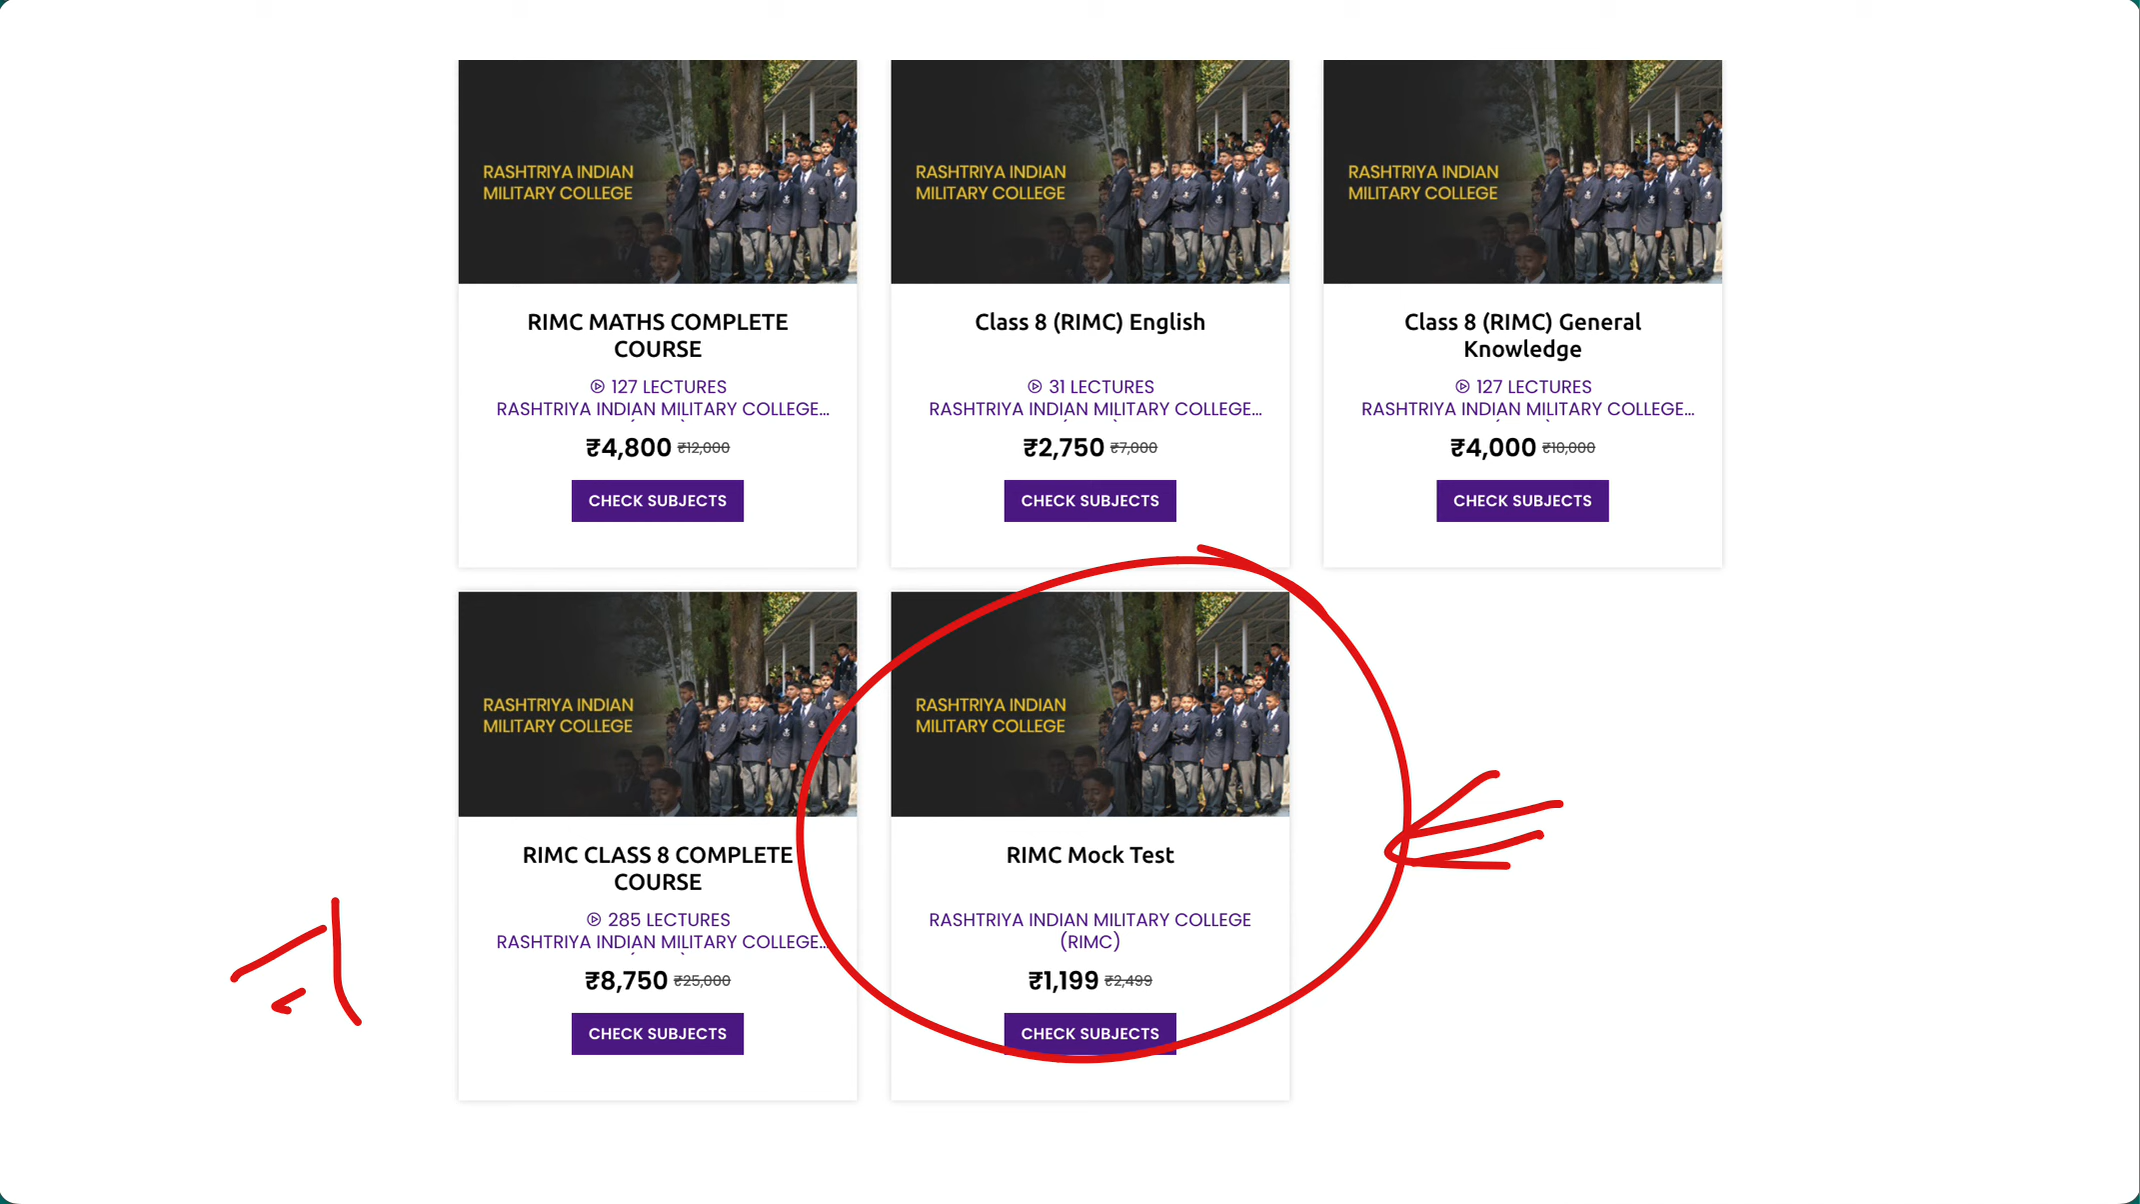 RASHTRIYA INDIAN
MILITARY COLLEGE
RIMC MATHS COMPLETE
COURSE
127 LECTURES
RASHTRIYA INDIAN MILITARY COLLEGE...
₹4,800 ₹12,000
CHECK SUBJECTS
RASHTRIYA INDIAN
MILITARY COLLEGE
Class 8 (RIMC) English
31 LECTURES
RASHTRIYA INDIAN MILITARY COLLEGE...
₹2,750 ₹7,000
CHECK SUBJECTS
RASHTRIYA INDIAN
MILITARY COLLEGE
Class 8 (RIMC) General
Knowledge
127 LECTURES
RASHTRIYA INDIAN MILITARY COLLEGE...
₹4,000 ₹10,000
CHECK SUBJECTS
RASHTRIYA INDIAN
MILITARY COLLEGE
RIMC CLASS 8 COMPLETE
COURSE
285 LECTURES
RASHTRIYA INDIAN MILITARY COLLEGE...
₹8,750 ₹25,000
CHECK SUBJECTS
RASHTRIYA INDIAN
MILITARY COLLEGE
RIMC Mock Test
RASHTRIYA INDIAN MILITARY COLLEGE
(RIMC)
₹1,199 ₹2,499
CHECK SUBJECTS